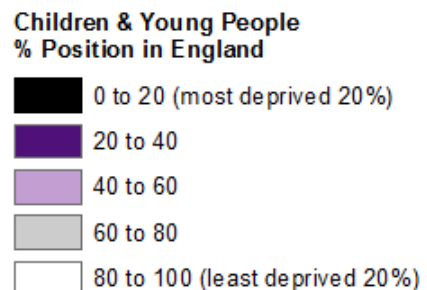 Children & Young People
% Position in England
0 to 20 (most deprived 20%)
20 to 40
40 to 60
60 to 80
80 to 100 (least deprived 20%)